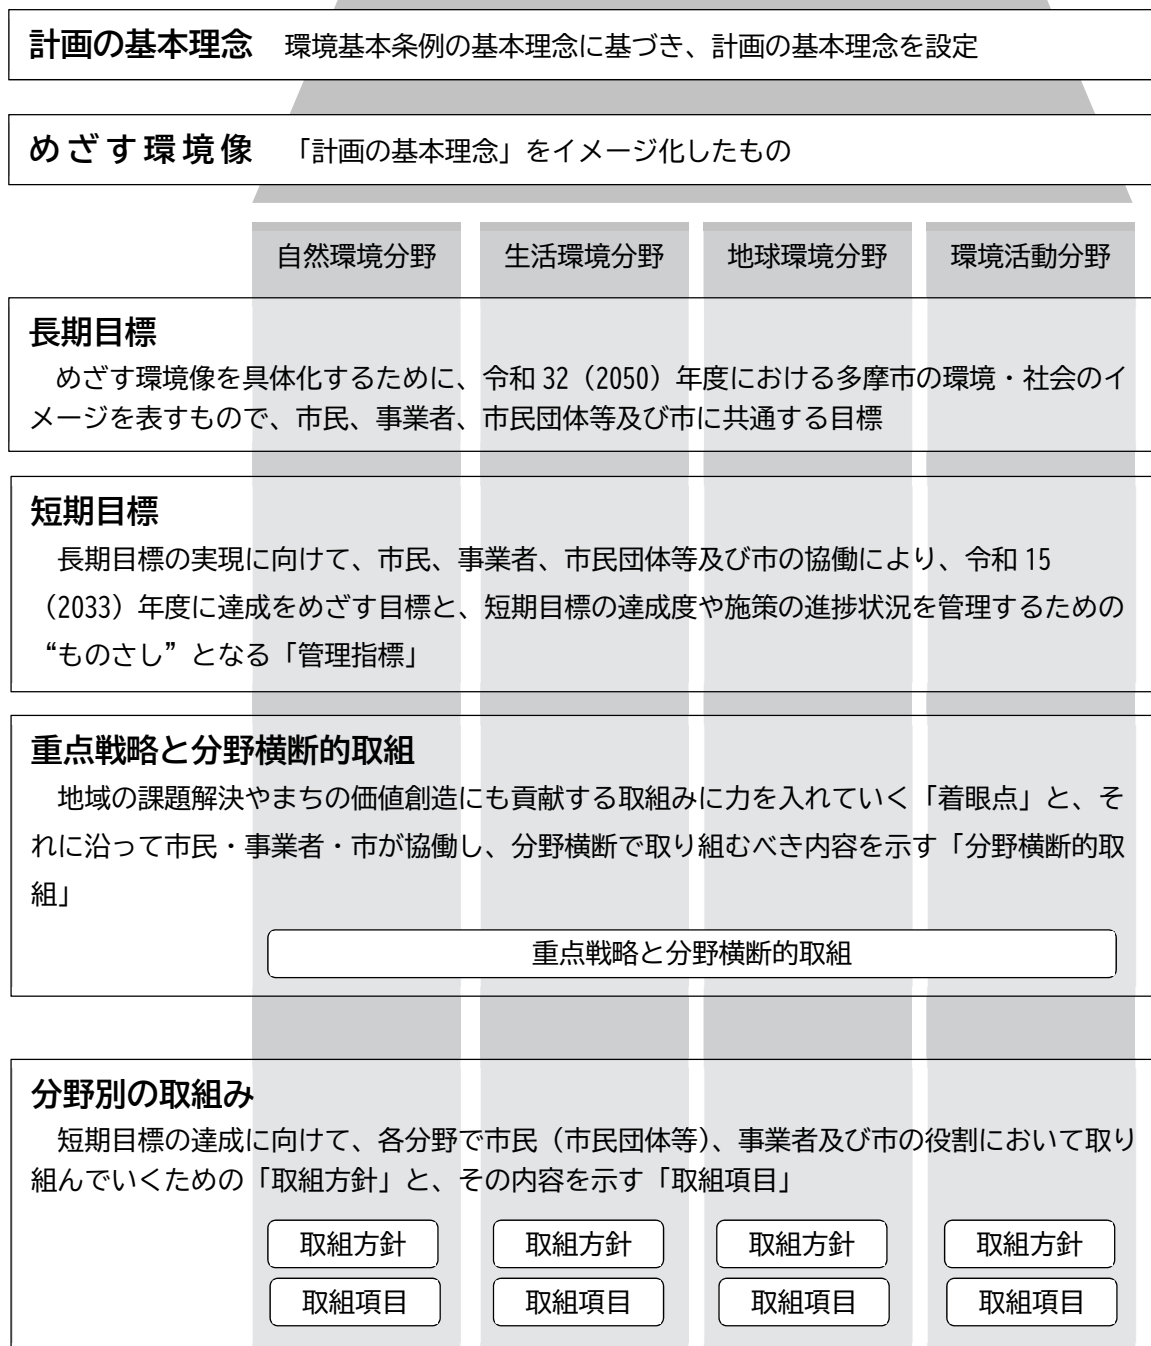 計画の基本理念 環境基本条例の基本理念に基づき、計画の基本理念を設定
めざす環境像 「計画の基本理念」をイメージ化したもの
自然環境分野 生活環境分野 地球環境分野 環境活動分野
長期目標
めざす環境像を具体化するために、令和 32（2050）年度における多摩市の環境・社会のイ
メージを表すもので、市民、事業者、市民団体等及び市に共通する目標
短期目標
長期目標の実現に向けて、市民、事業者、市民団体等及び市の協働により、令和 15
（2033）年度に達成をめざす目標と、短期目標の達成度や施策の進捗状況を管理するための
“ものさし”となる「管理指標」
重点戦略と分野横断的取組
地域の課題解決やまちの価値創造にも貢献する取組みに力を入れていく「着眼点」と、そ
れに沿って市民・事業者・市が協働し、分野横断で取り組むべき内容を示す「分野横断的取
組」
重点戦略と分野横断的取組
分野別の取組み
短期目標の達成に向けて、各分野で市民（市民団体等）、事業者及び市の役割において取り
組んでいくための「取組方針」と、その内容を示す「取組項目」
取組方針 取組方針 取組方針 取組方針
取組項目 取組項目 取組項目 取組項目